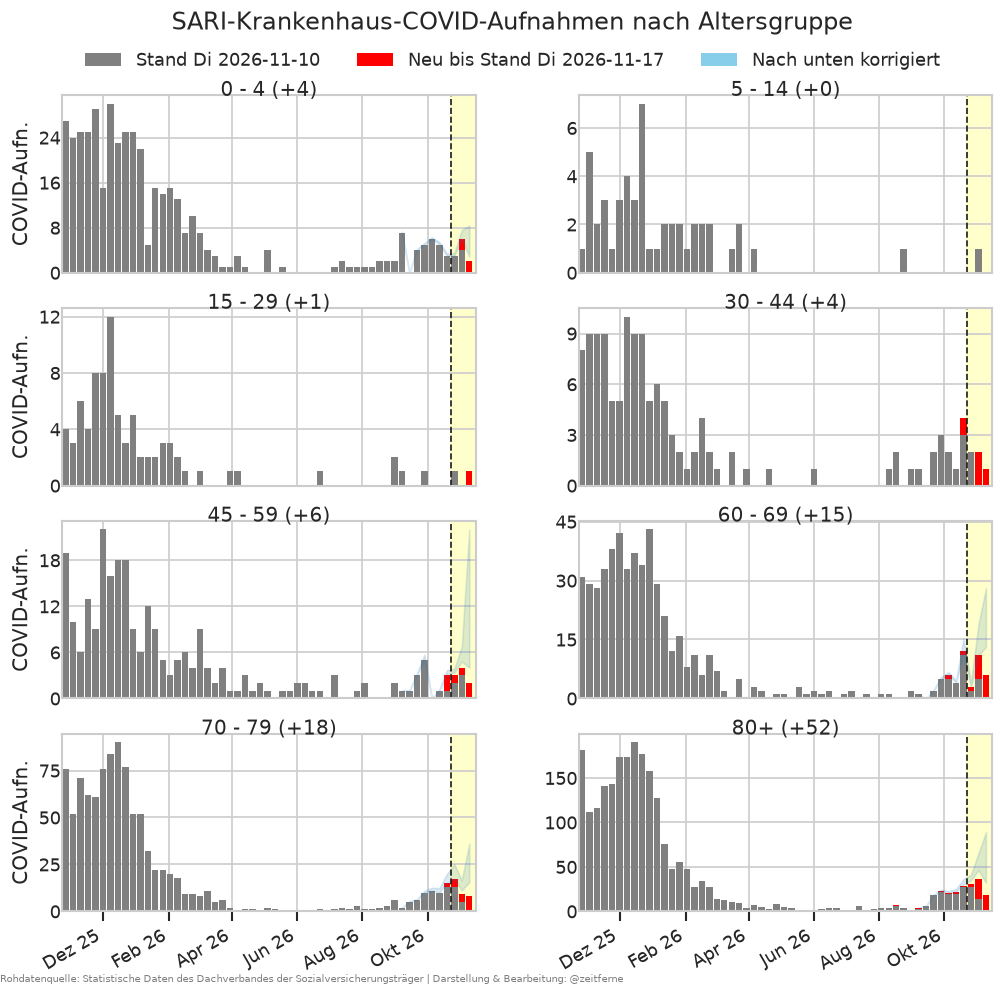 SARI-Krankenhaus-COVID-Aufnahmen nach Altersgruppe
Stand Di 2026-11-10 Neu bis Stand Di 2026-11-17 Nach unten korrigiert
0 - 4 (+4)
COVID-Aufn.
24
16
8
0
5 - 14 (+0)
6
4
2
0
15 - 29 (+1)
COVID-Aufn.
12
8
4
0
30 - 44 (+4)
9
6
3
0
45 - 59 (+6)
COVID-Aufn.
18
12
6
0
60 - 69 (+15)
45
30
15
0
70 - 79 (+18)
COVID-Aufn.
75
50
25
0
Dez 25 Feb 26 Apr 26 Jun 26 Aug 26 Okt 26
80+ (+52)
150
100
50
0
Dez 25 Feb 26 Apr 26 Jun 26 Aug 26 Okt 26
Rohdatenquelle: Statistische Daten des Dachverbandes der Sozialversicherungsträger | Darstellung & Bearbeitung: @zeitferne